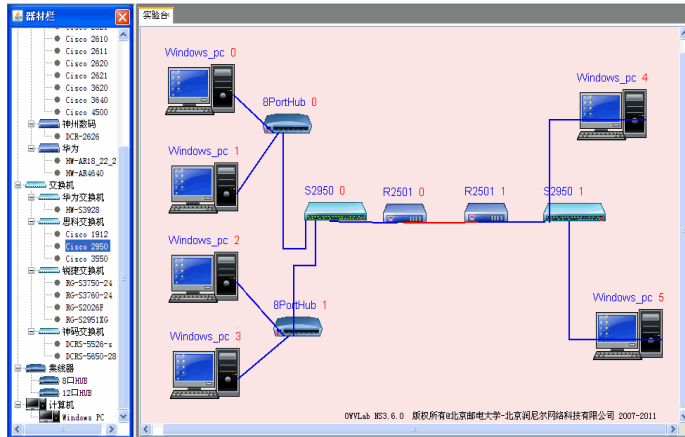 器材栏
Cisco 2610
Cisco 2611
Cisco 2620
Cisco 2621
Cisco 3620
Cisco 3640
Cisco 4500
神州数码
DCR-2626
华为
HW-AR18_22_2
HW-AR4640
交换机
华为交换机
HW-S3928
思科交换机
Cisco 1912
Cisco 2950
Cisco 3550
锐捷交换机
RG-S3750-24
RG-S3760-24
RG-S2026F
RG-S2951XG
神码交换机
DCRS-5526-s
DCRS-5650-28
集线器
8口HUB
12口HUB
计算机
Windows PC
实验台
Windows_pc 0
8PortHub 0
Windows_pc 1
Windows_pc 4
S2950 0
R2501 0
R2501 1
S2950 1
Windows_pc 2
8PortHub 1
Windows_pc 3
Windows_pc 5
OWVLab NS3.6.0 版权所有@北京邮电大学-北京润尼尔网络科技有限公司 2007-2011